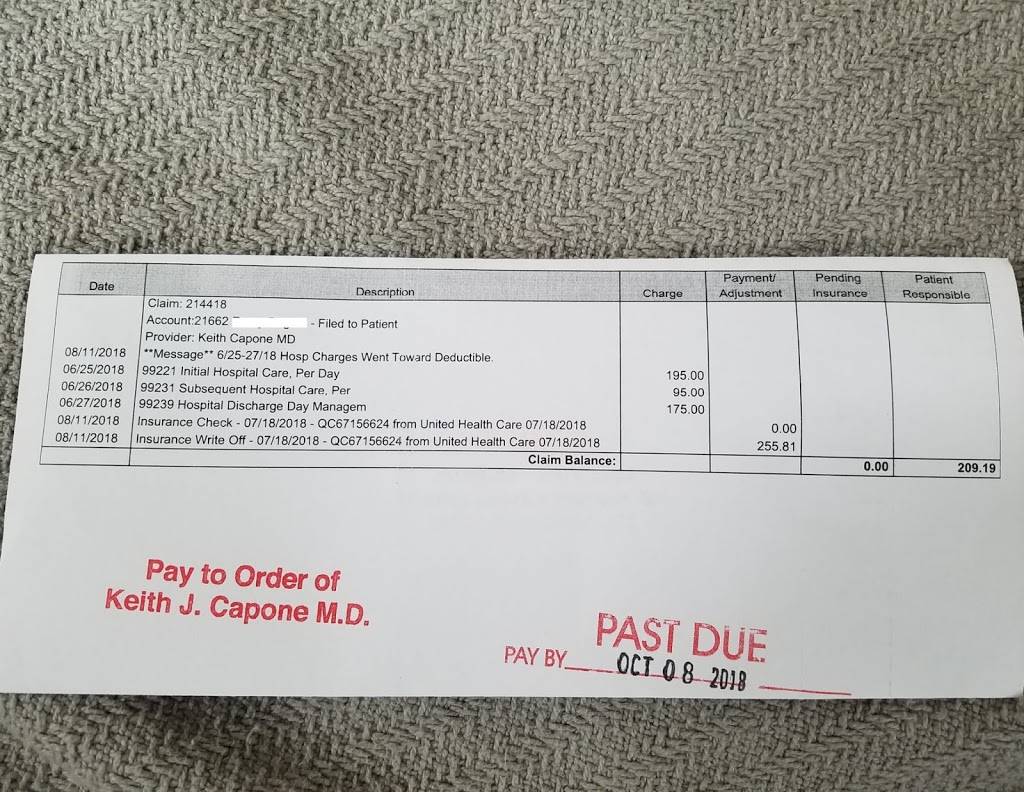 Date Description Charge Payment/ Adjustment Pending Insurance Patient Responsible
Claim: 214418
Account:21662 - Filed to Patient
Provider: Keith Capone MD
08/11/2018 **Message** 6/25-27/18 Hosp Charges Went Toward Deductible.
06/25/2018 99221 Initial Hospital Care, Per Day 195.00
06/26/2018 99231 Subsequent Hospital Care, Per 95.00
06/27/2018 99239 Hospital Discharge Day Managem 175.00
08/11/2018 Insurance Check - 07/18/2018 - QC67156624 from United Health Care 07/18/2018 0.00
08/11/2018 Insurance Write Off - 07/18/2018 - QC67156624 from United Health Care 07/18/2018 255.81
Claim Balance: 0.00 209.19
Pay to Order of
Keith J. Capone M.D.
PAST DUE
PAY BY OCT 08 2018